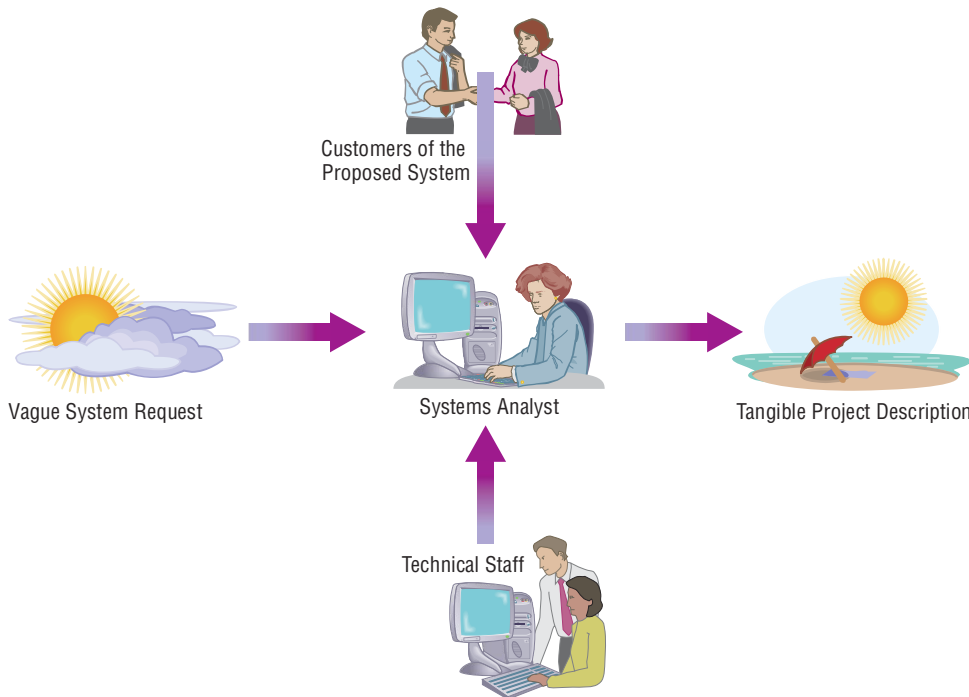 Customers of the
Proposed System
Vague System Request
Systems Analyst
Tangible Project Description
Technical Staff